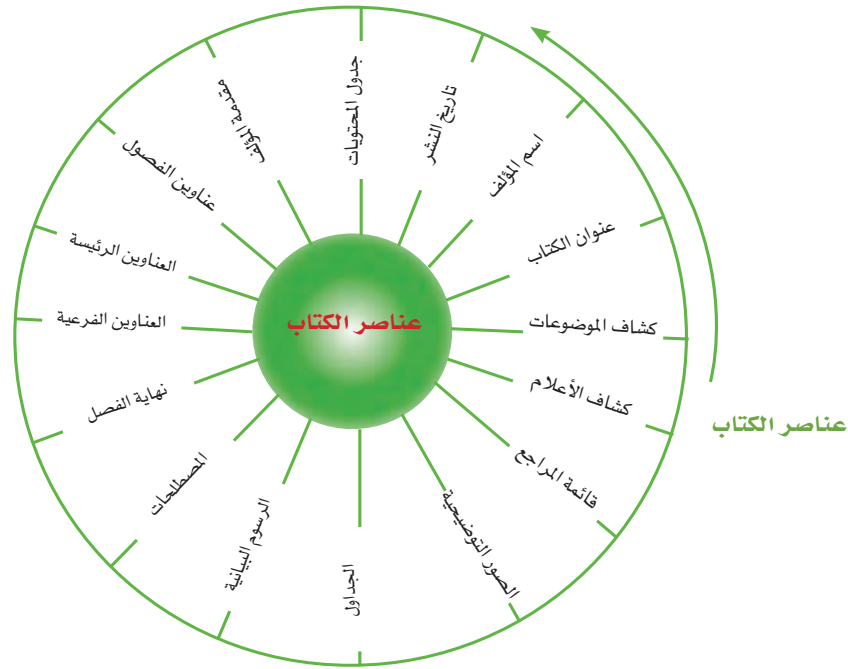 عناصر الكتاب
عنوان الكتاب
اسم المؤلف
تاريخ النشر
جدول المحتويات
مقدمة المؤلف
عناوين الفصول
العناوين الرئيسة
العناوين الفرعية
نهاية الفصل
المصطلحات
الرسوم البيانية
الجداول
الصور التوضيحية
قائمة المراجع
كشاف الأعلام
كشاف الموضوعات
عناصر الكتاب